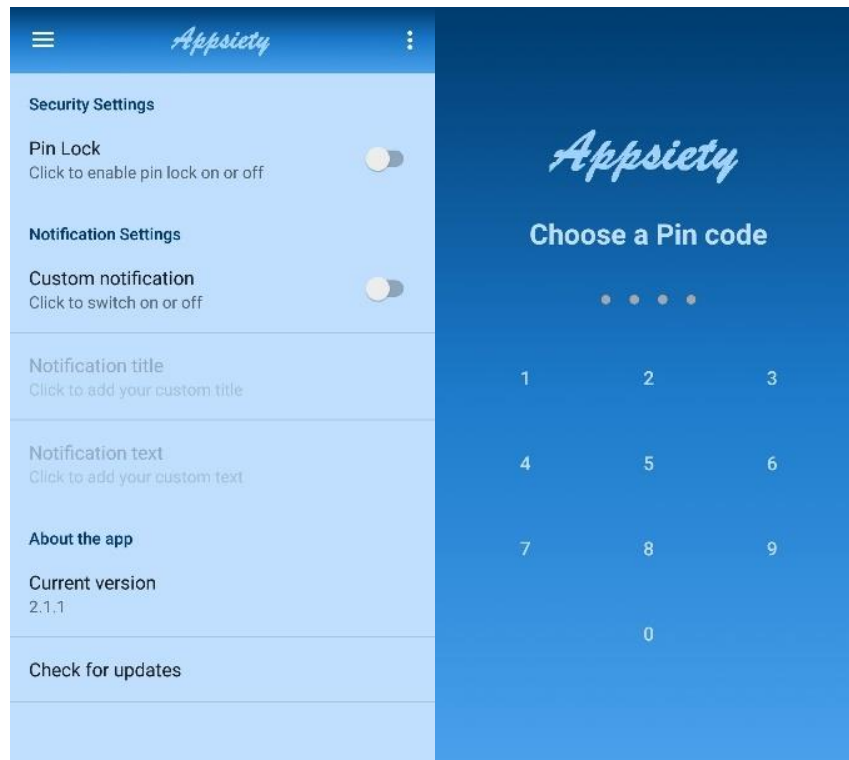 Appsiety
Security Settings
Pin Lock
Click to enable pin lock on or off
Notification Settings
Custom notification
Click to switch on or off
Notification title
Click to add your custom title
Notification text
Click to add your custom text
About the app
Current version
2.1.1
Check for updates
Appsiety
Choose a Pin code
1 2 3
4 5 6
7 8 9
0